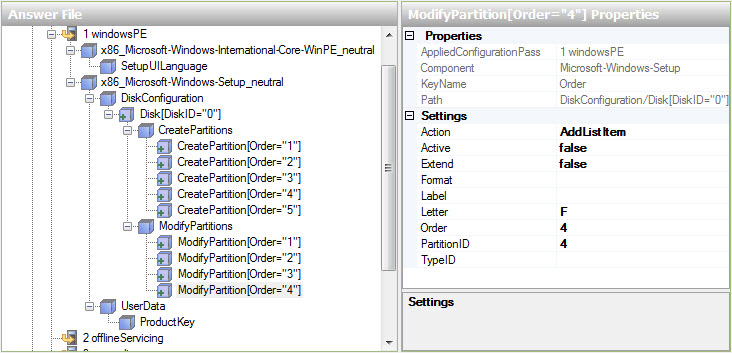 Answer File
1 windowsPE
x86_Microsoft-Windows-International-Core-WinPE_neutral
SetupUILanguage
x86_Microsoft-Windows-Setup_neutral
DiskConfiguration
Disk[DiskID="0"]
CreatePartitions
CreatePartition[Order="1"]
CreatePartition[Order="2"]
CreatePartition[Order="3"]
CreatePartition[Order="4"]
CreatePartition[Order="5"]
ModifyPartitions
ModifyPartition[Order="1"]
ModifyPartition[Order="2"]
ModifyPartition[Order="3"]
ModifyPartition[Order="4"]
UserData
ProductKey
2 offlineServicing
ModifyPartition[Order="4"] Properties
Properties
AppliedConfigurationPass 1 windowsPE
Component Microsoft-Windows-Setup
KeyName Order
Path DiskConfiguration/Disk[DiskID="0"]
Settings
Action AddListItem
Active false
Extend false
Format
Label
Letter F
Order 4
PartitionID 4
TypeID
Settings